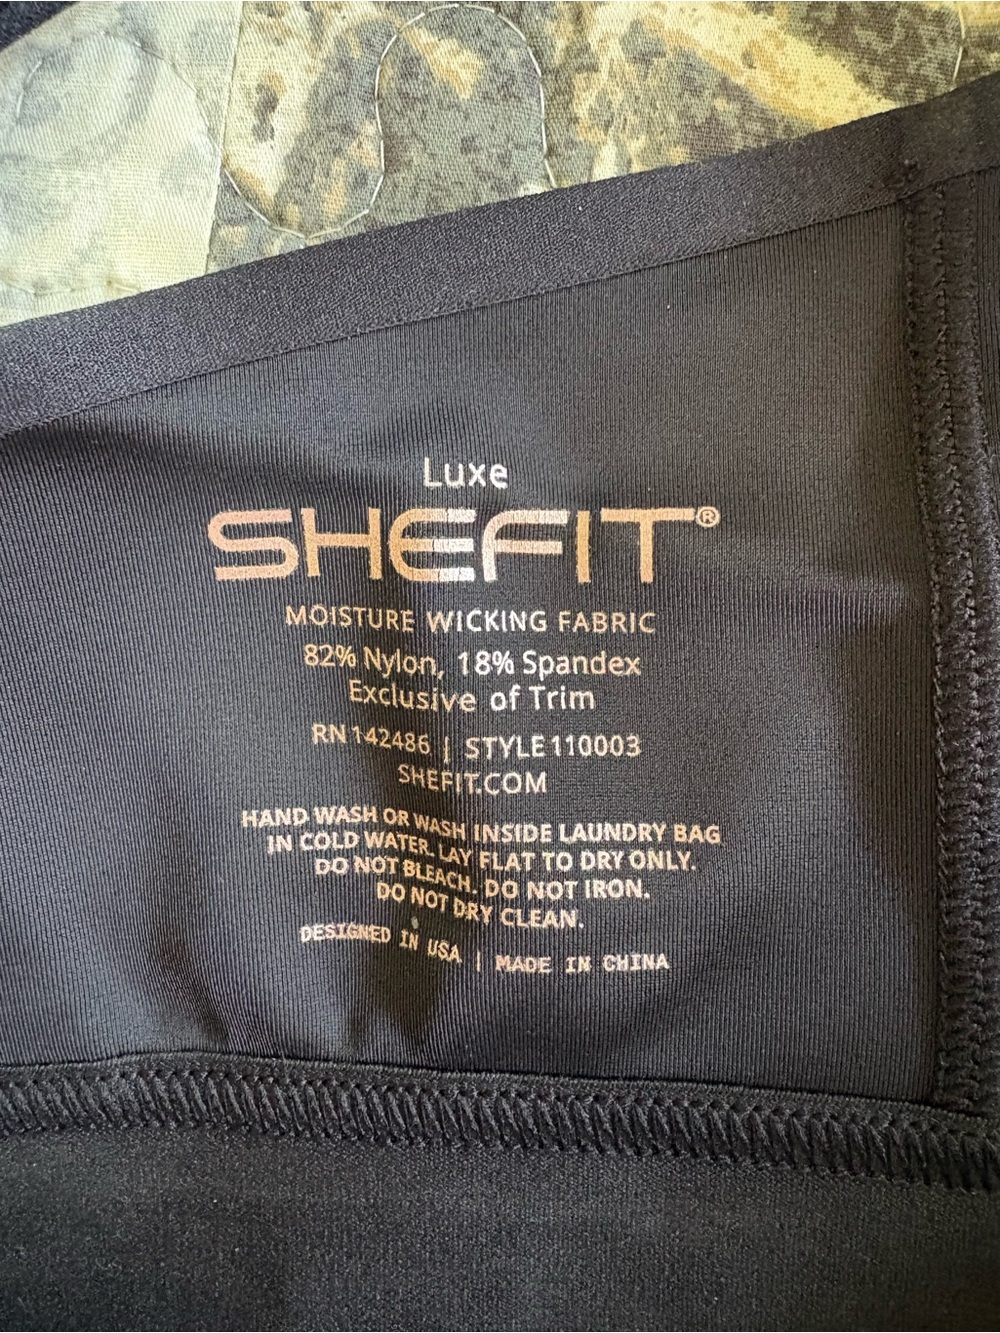 Luxe
SHEFIT®
MOISTURE WICKING FABRIC
82% Nylon, 18% Spandex
Exclusive of Trim
RN 142486 | STYLE 110003
SHEFIT.COM
HAND WASH OR WASH INSIDE LAUNDRY BAG
IN COLD WATER. LAY FLAT TO DRY ONLY.
DO NOT BLEACH. DO NOT IRON.
DO NOT DRY CLEAN.
DESIGNED IN USA | MADE IN CHINA